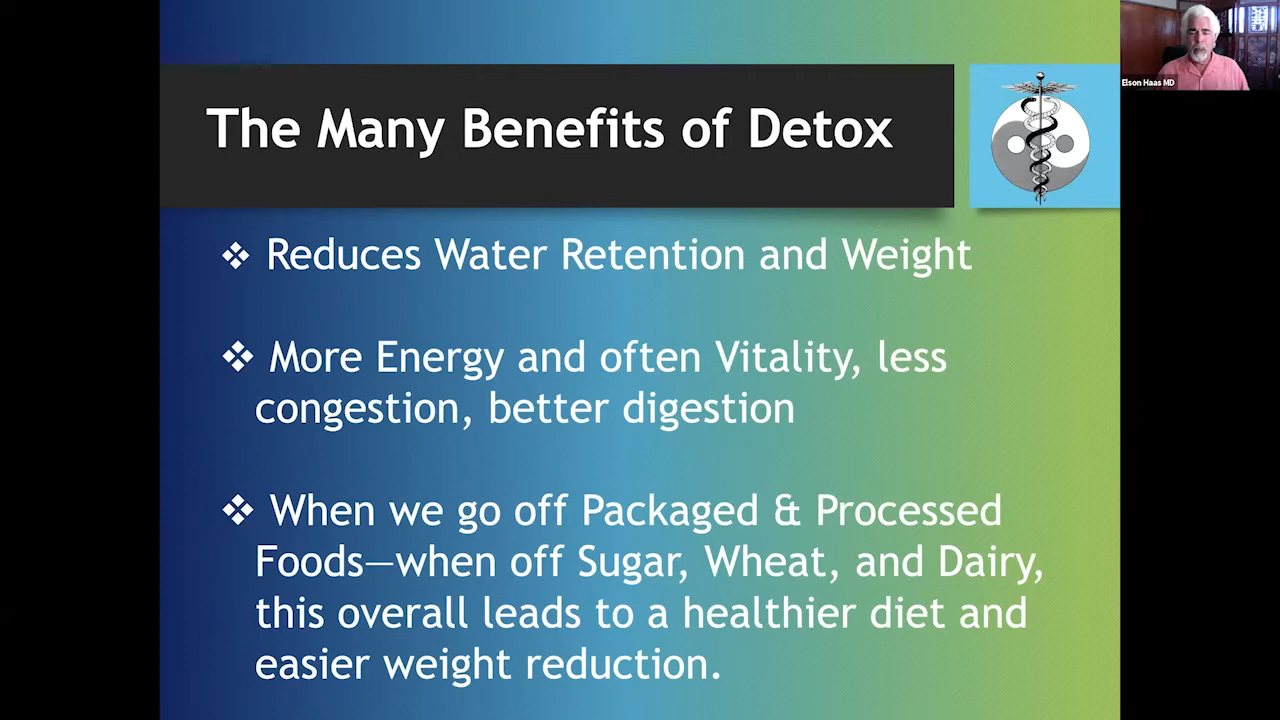 The Many Benefits of Detox
Elson Haas MD
❖ Reduces Water Retention and Weight
❖ More Energy and often Vitality, less
congestion, better digestion
❖ When we go off Packaged & Processed
Foods—when off Sugar, Wheat, and Dairy,
this overall leads to a healthier diet and
easier weight reduction.